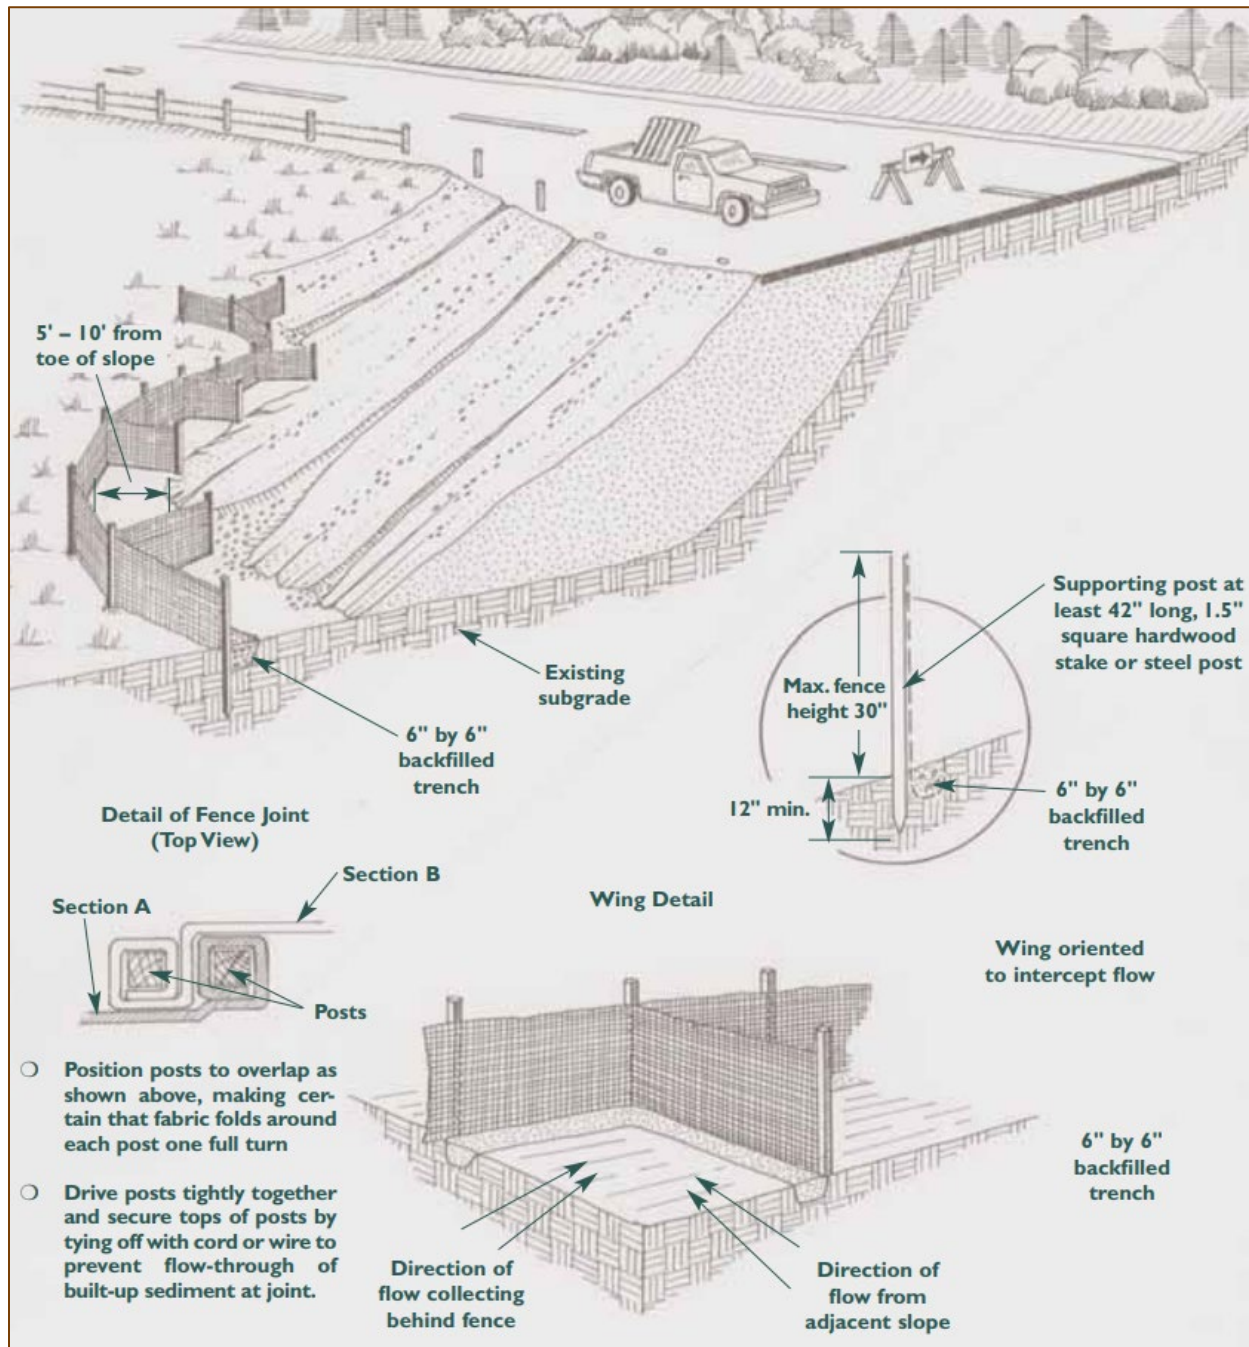 5' – 10' from
toe of slope
Existing
subgrade
6" by 6"
backfilled
trench
Max. fence
height 30"
12" min.
Supporting post at
least 42" long, 1.5"
square hardwood
stake or steel post
6" by 6"
backfilled
trench
Detail of Fence Joint
(Top View)
Section A
Section B
Posts
❍ Position posts to overlap as
shown above, making cer-
tain that fabric folds around
each post one full turn
❍ Drive posts tightly together
and secure tops of posts by
tying off with cord or wire to
prevent flow-through of
built-up sediment at joint.
Wing Detail
Wing oriented
to intercept flow
6" by 6"
backfilled
trench
Direction of
flow collecting
behind fence
Direction of
flow from
adjacent slope